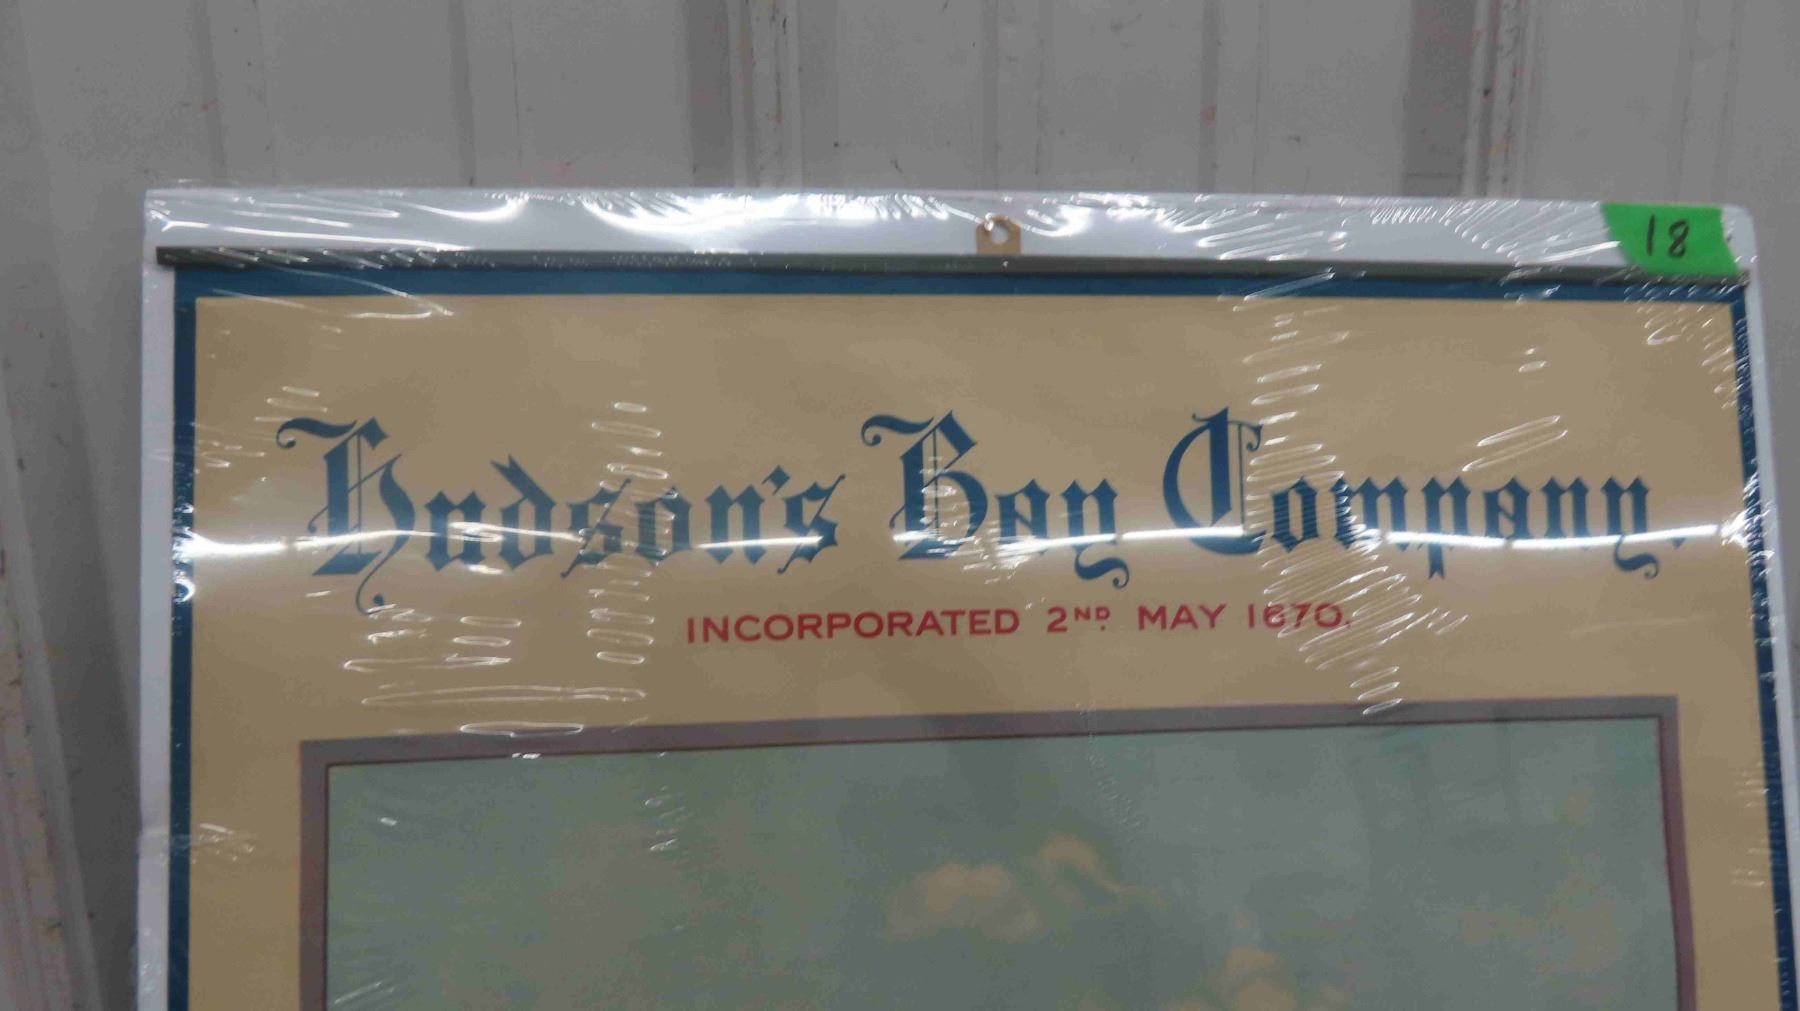 18
Hudson's Bay Company.
INCORPORATED 2ND. MAY 1670.